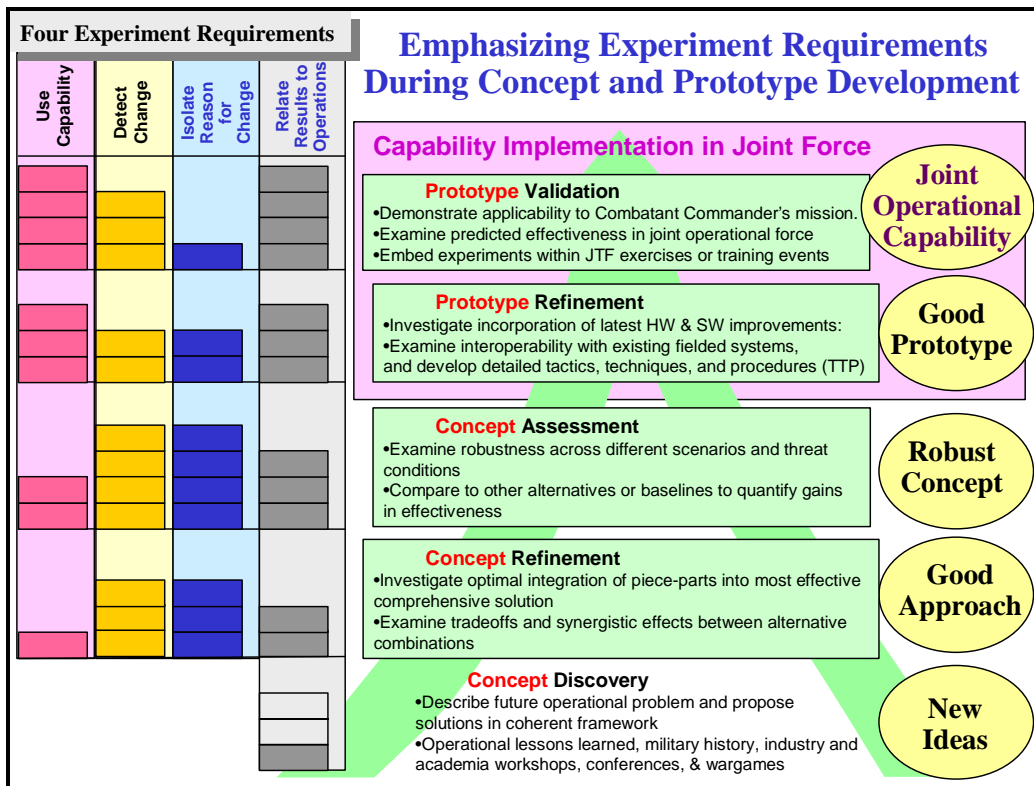 Four Experiment Requirements
Use
Capability
Detect
Change
Isolate
Reason
for
Change
Relate
Results to
Operations
Emphasizing Experiment Requirements
During Concept and Prototype Development
Capability Implementation in Joint Force
Prototype Validation
•Demonstrate applicability to Combatant Commander's mission.
•Examine predicted effectiveness in joint operational force
•Embed experiments within JTF exercises or training events
Joint
Operational
Capability
Prototype Refinement
•Investigate incorporation of latest HW & SW improvements:
•Examine interoperability with existing fielded systems,
and develop detailed tactics, techniques, and procedures (TTP)
Good
Prototype
Concept Assessment
•Examine robustness across different scenarios and threat
conditions
•Compare to other alternatives or baselines to quantify gains
in effectiveness
Robust
Concept
Concept Refinement
•Investigate optimal integration of piece-parts into most effective
comprehensive solution
•Examine tradeoffs and synergistic effects between alternative
combinations
Good
Approach
Concept Discovery
•Describe future operational problem and propose
solutions in coherent framework
•Operational lessons learned, military history, industry and
academia workshops, conferences, & wargames
New
Ideas